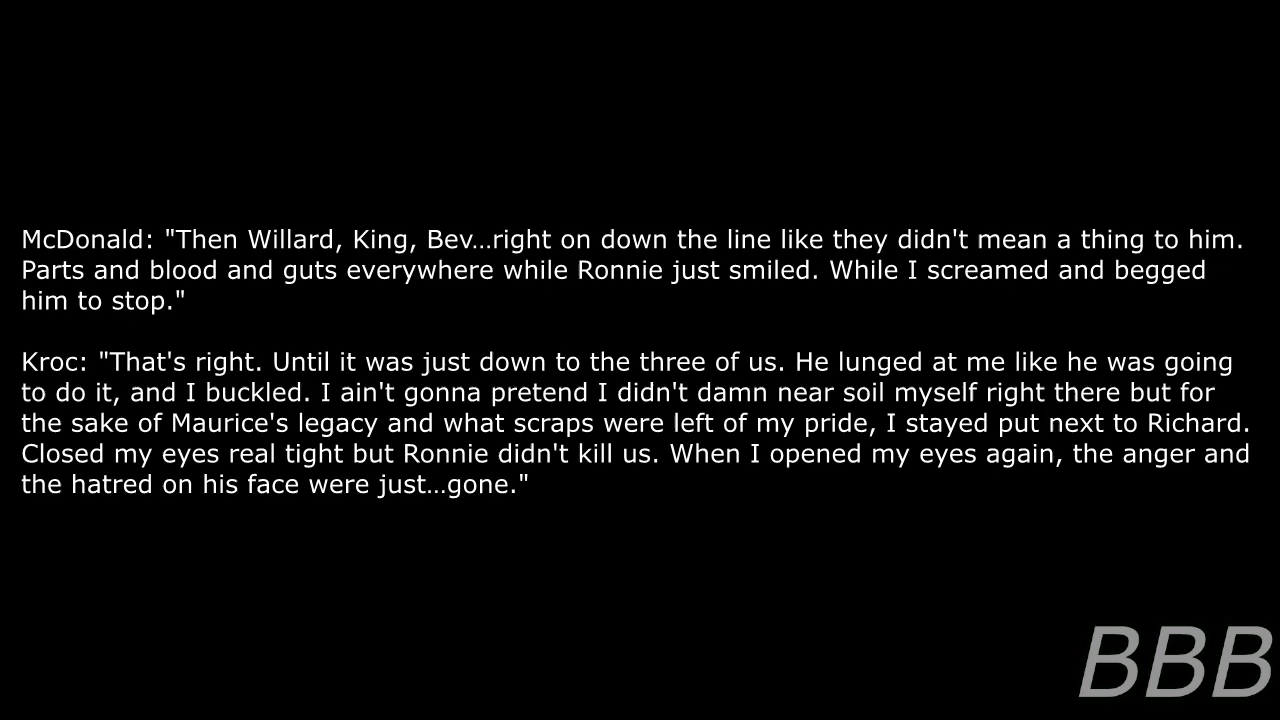 McDonald: "Then Willard, King, Bev…right on down the line like they didn't mean a thing to him.
Parts and blood and guts everywhere while Ronnie just smiled. While I screamed and begged
him to stop."
Kroc: "That's right. Until it was just down to the three of us. He lunged at me like he was going
to do it, and I buckled. I ain't gonna pretend I didn't damn near soil myself right there but for
the sake of Maurice's legacy and what scraps were left of my pride, I stayed put next to Richard.
Closed my eyes real tight but Ronnie didn't kill us. When I opened my eyes again, the anger and
the hatred on his face were just…gone."
BBB